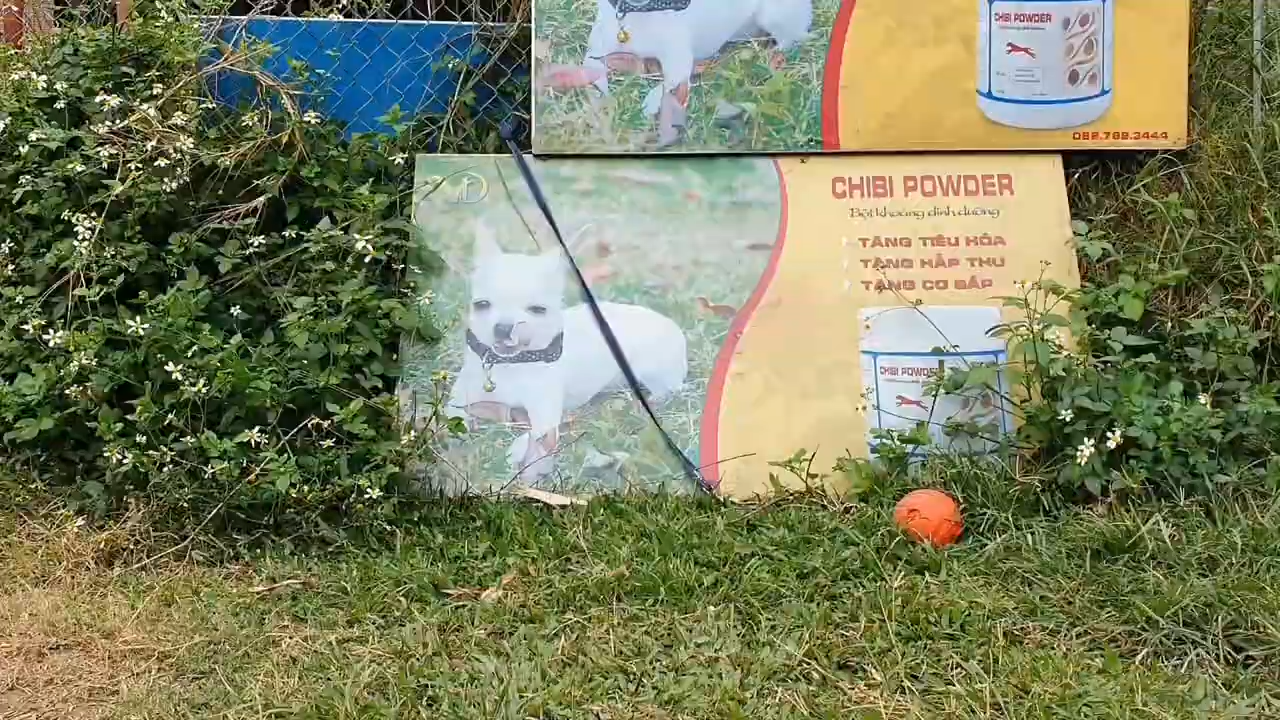 CHIBI POWDER
088.788.3444
CHIBI POWDER
Bột khoáng dinh dưỡng
TĂNG TIÊU HÓA
TĂNG HẤP THU
TĂNG CƠ BẮP
CHIBI POWDER